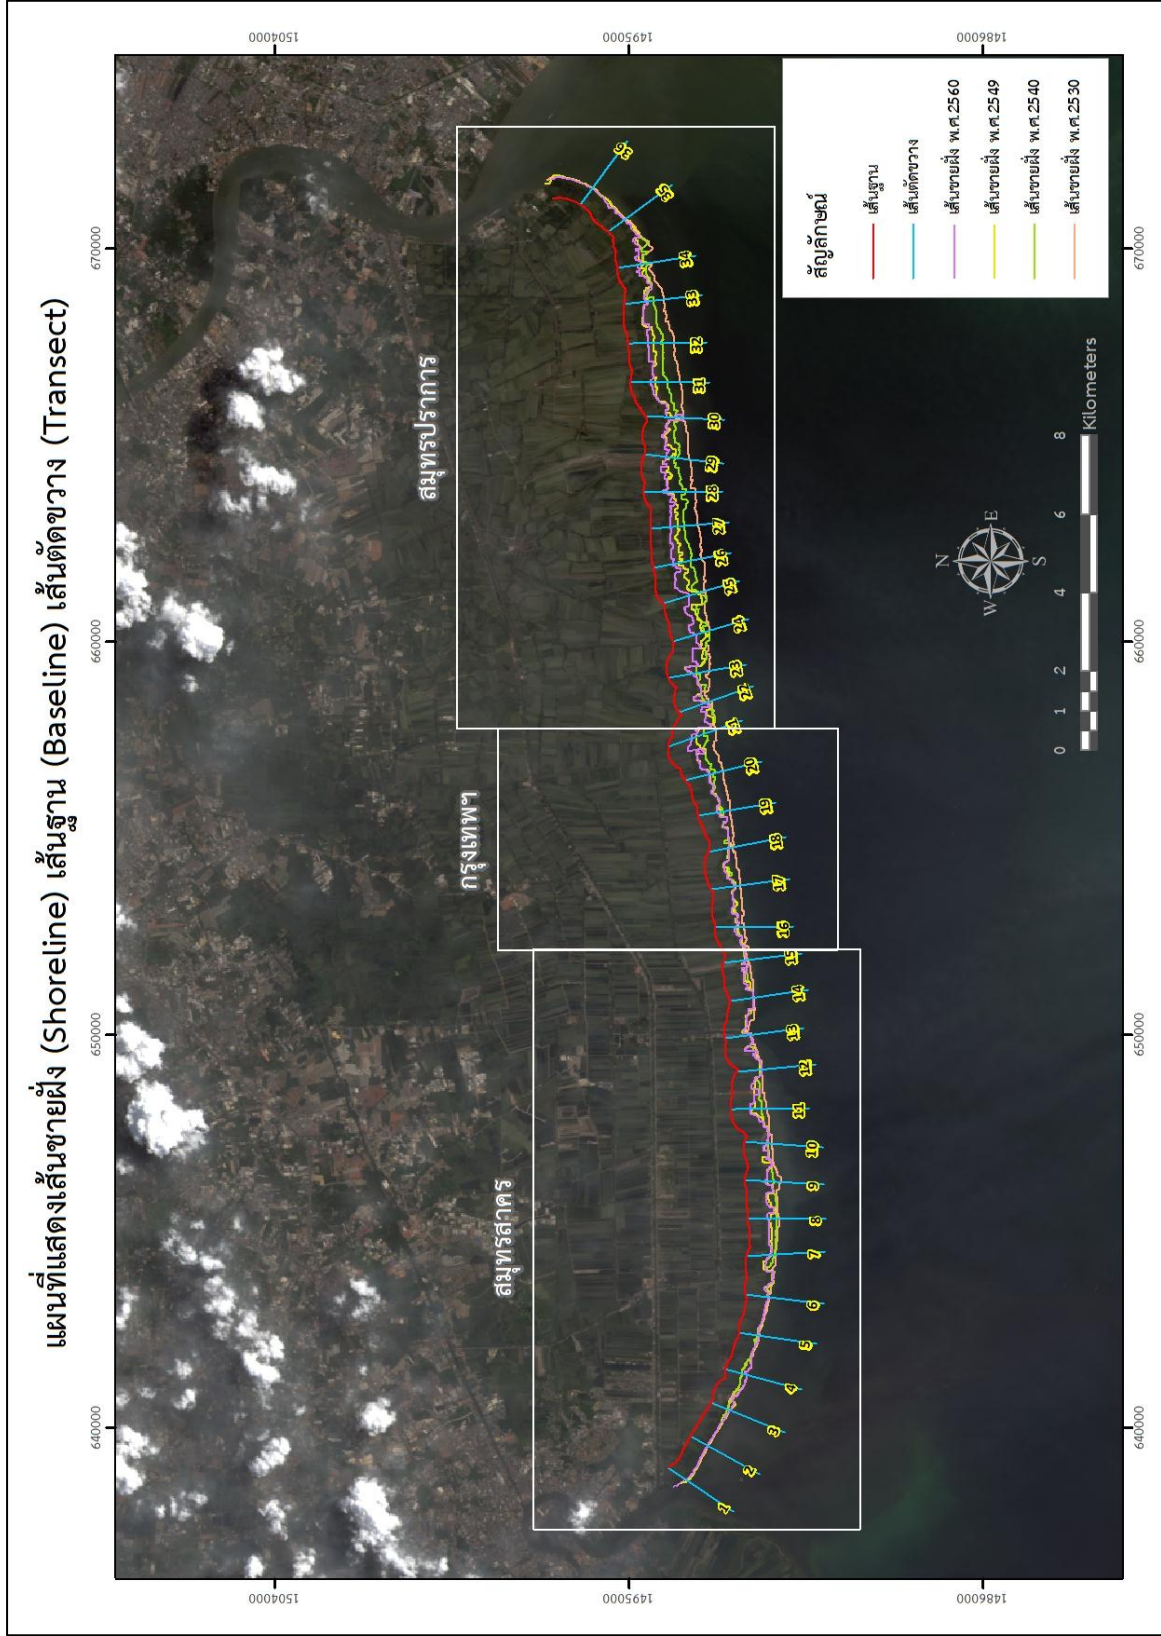 แผนที่แสดงเส้นชายฝั่ง (Shoreline) เส้นฐาน (Baseline) เส้นตัดขวาง (Transect)
640000
650000
660000
670000
1504000
1504000
สมุทรสาคร
กรุงเทพฯ
สมุทรปราการ
1495000
1495000
1 2 3 4 5 6 7 8 9 10 11 12 13 14 15 16 17 18 19 20 21 22 23 24 25 26 27 28 29 30 31 32 33 34 35 36
1486000
1486000
N
W
E
S
0 1 2 4 6 8
Kilometers
สัญลักษณ์
เส้นฐาน
เส้นตัดขวาง
เส้นชายฝั่ง พ.ศ.2560
เส้นชายฝั่ง พ.ศ.2549
เส้นชายฝั่ง พ.ศ.2540
เส้นชายฝั่ง พ.ศ.2530
640000
650000
660000
670000